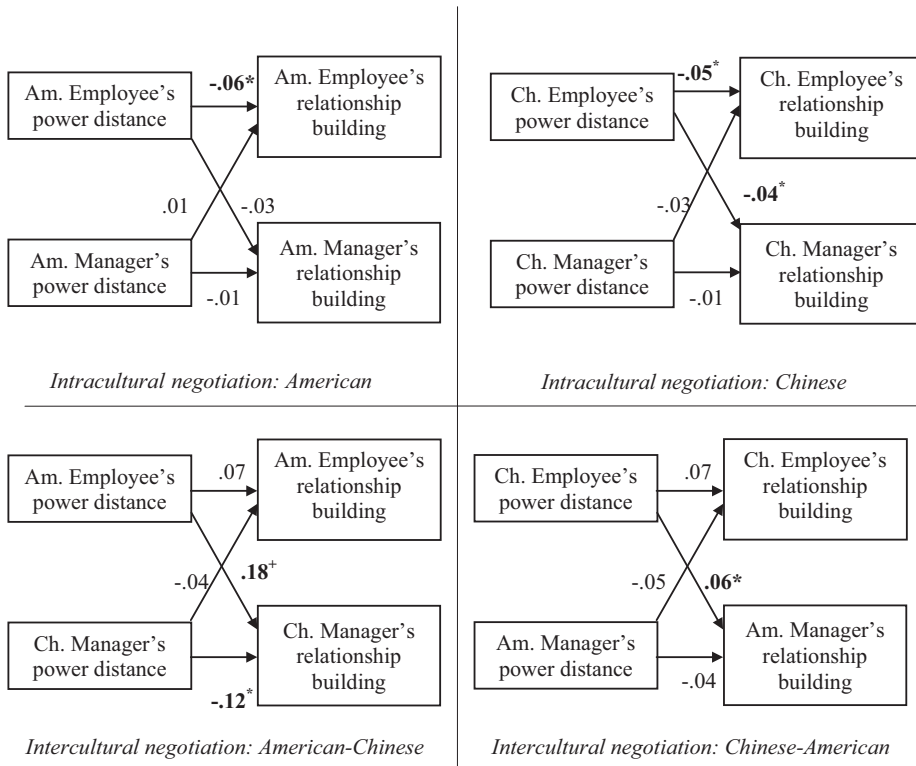 Am. Employee's
power distance
-.06*
Am. Employee's
relationship
building
.01
-.03
Am. Manager's
power distance
-.01
Am. Manager's
relationship
building
Intracultural negotiation: American
Ch. Employee's
power distance
-.05*
Ch. Employee's
relationship
building
-.03
-.04*
Ch. Manager's
power distance
-.01
Ch. Manager's
relationship
building
Intracultural negotiation: Chinese
Am. Employee's
power distance
.07
Am. Employee's
relationship
building
-.04
.18+
Ch. Manager's
power distance
-.12*
Ch. Manager's
relationship
building
Intercultural negotiation: American-Chinese
Ch. Employee's
power distance
.07
Ch. Employee's
relationship
building
-.05
.06*
Am. Manager's
power distance
-.04
Am. Manager's
relationship
building
Intercultural negotiation: Chinese-American